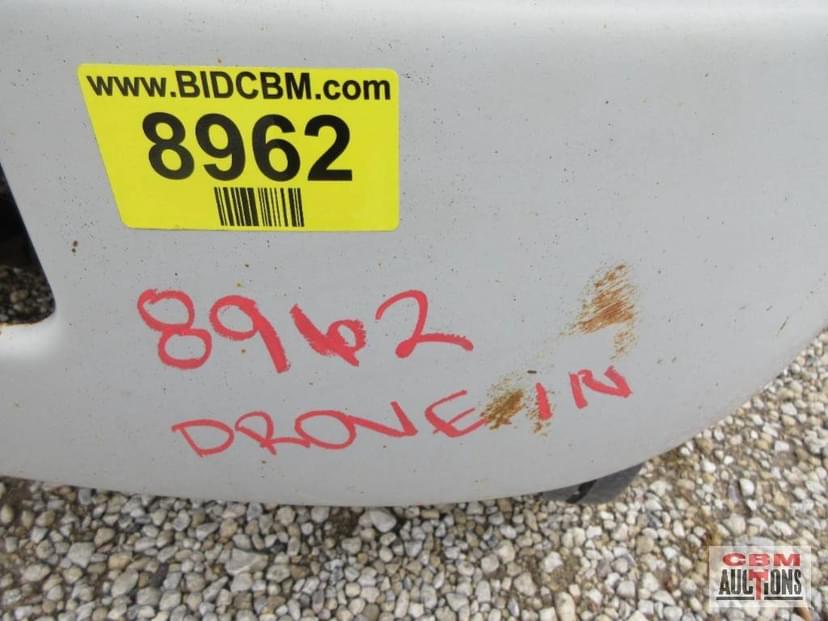 www.BIDCBM.com
8962
8962
DROVE IN
CBM
AUCTIONS